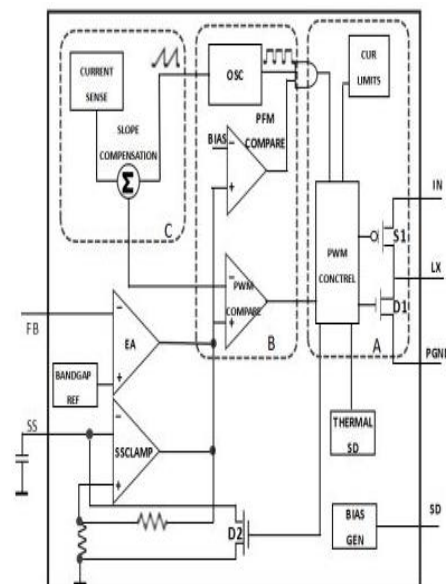 CURRENT
SENSE
SLOPE
COMPENSATION
Σ
C
OSC
BIAS
PFM
COMPARE
−
+
−
PWM
COMPARE
+
B
CUR
LIMITS
PWM
CONCTREL
S1
D1
A
IN
LX
PGND
FB
−
EA
+
BANDGAP
REF
SS
−
SSCLAMP
+
D2
THERMAL
SD
BIAS
GEN
SD